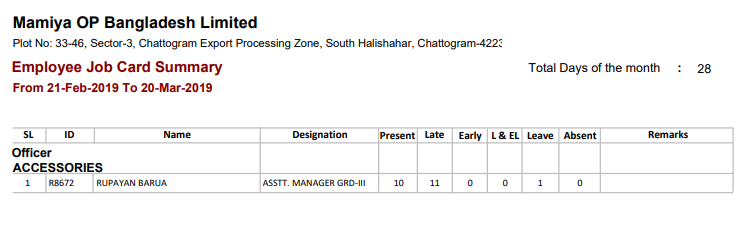 Mamiya OP Bangladesh Limited
Plot No: 33-46, Sector-3, Chattogram Export Processing Zone, South Halishahar, Chattogram-4223
Employee Job Card Summary
Total Days of the month : 28
From 21-Feb-2019 To 20-Mar-2019
SL ID Name Designation Present Late Early L & EL Leave Absent Remarks
Officer
ACCESSORIES
1 R8672 RUPAYAN BARUA ASSTT. MANAGER GRD-III 10 11 0 0 1 0